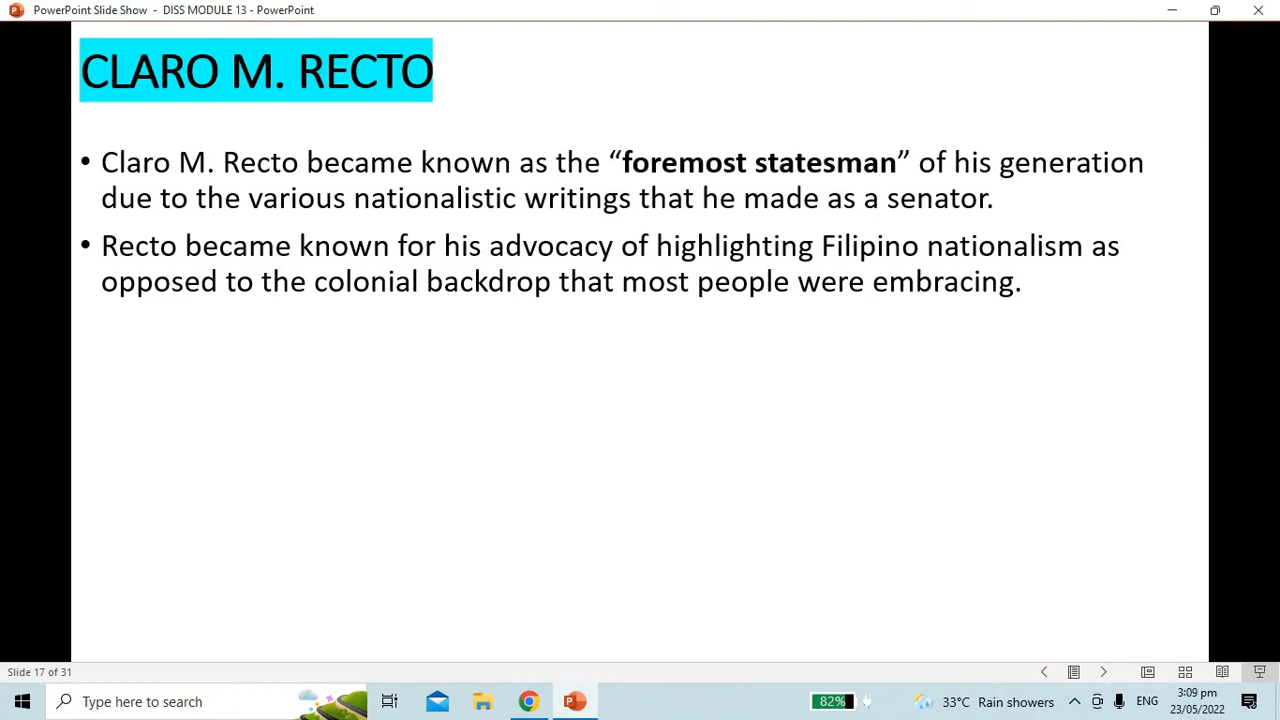 PowerPoint Slide Show - DISS MODULE 13 - PowerPoint
CLARO M. RECTO
• Claro M. Recto became known as the “foremost statesman” of his generation
due to the various nationalistic writings that he made as a senator.
• Recto became known for his advocacy of highlighting Filipino nationalism as
opposed to the colonial backdrop that most people were embracing.
Slide 17 of 31
Type here to search
82%
33°C Rain showers
ENG
3:09 pm
23/05/2022